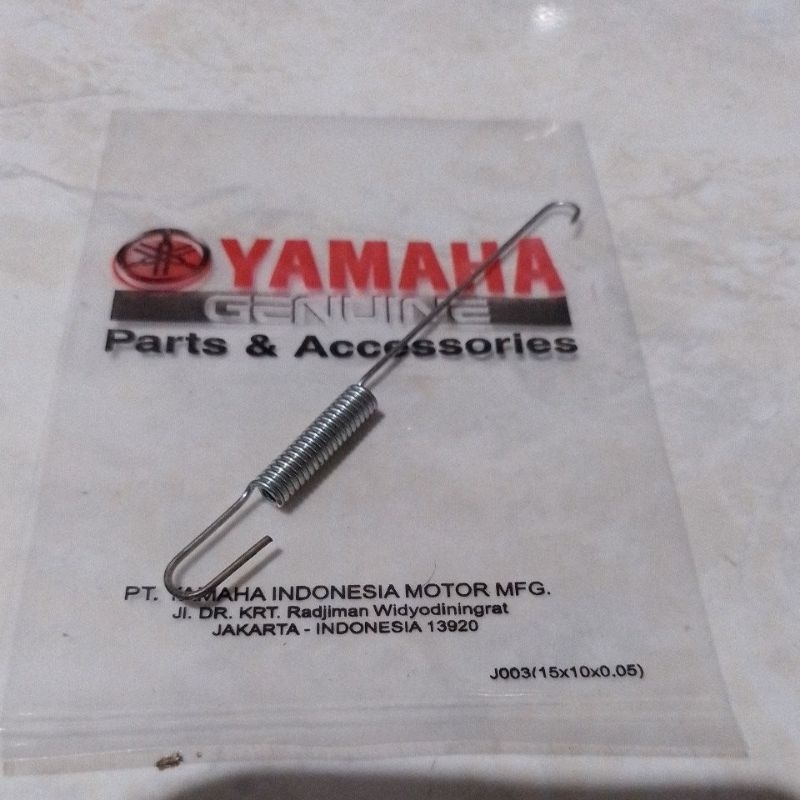 YAMAHA
GENUINE
Parts & Accessories
PT. YAMAHA INDONESIA MOTOR MFG.
Jl. DR. KRT. Radjiman Widyodiningrat
JAKARTA - INDONESIA 13920
J003(15x10x0.05)